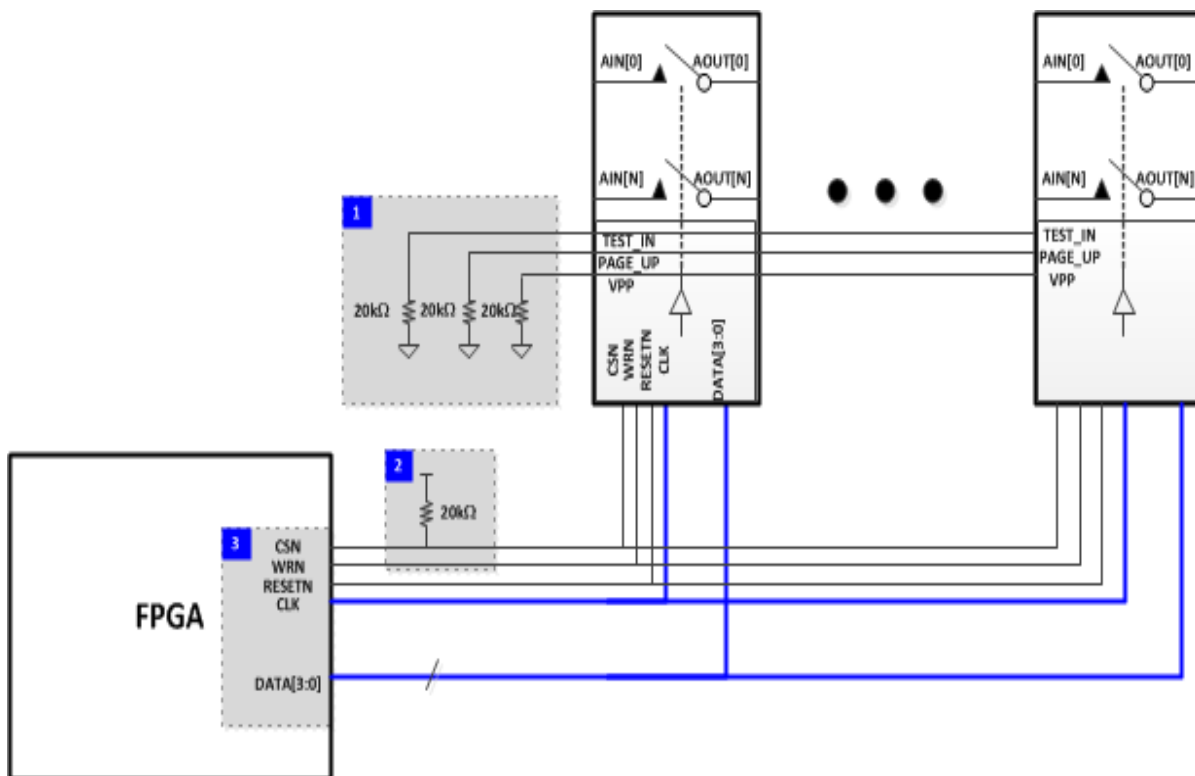 AIN[0] AOUT[0]
AIN[N] AOUT[N]
TEST_IN
PAGE_UP
VPP
CSN
WRN
RESETN
CLK
DATA[3:0]
AIN[0] AOUT[0]
AIN[N] AOUT[N]
TEST_IN
PAGE_UP
VPP
1
20kΩ 20kΩ 20kΩ
2
20kΩ
3
CSN
WRN
RESETN
CLK
FPGA
DATA[3:0]